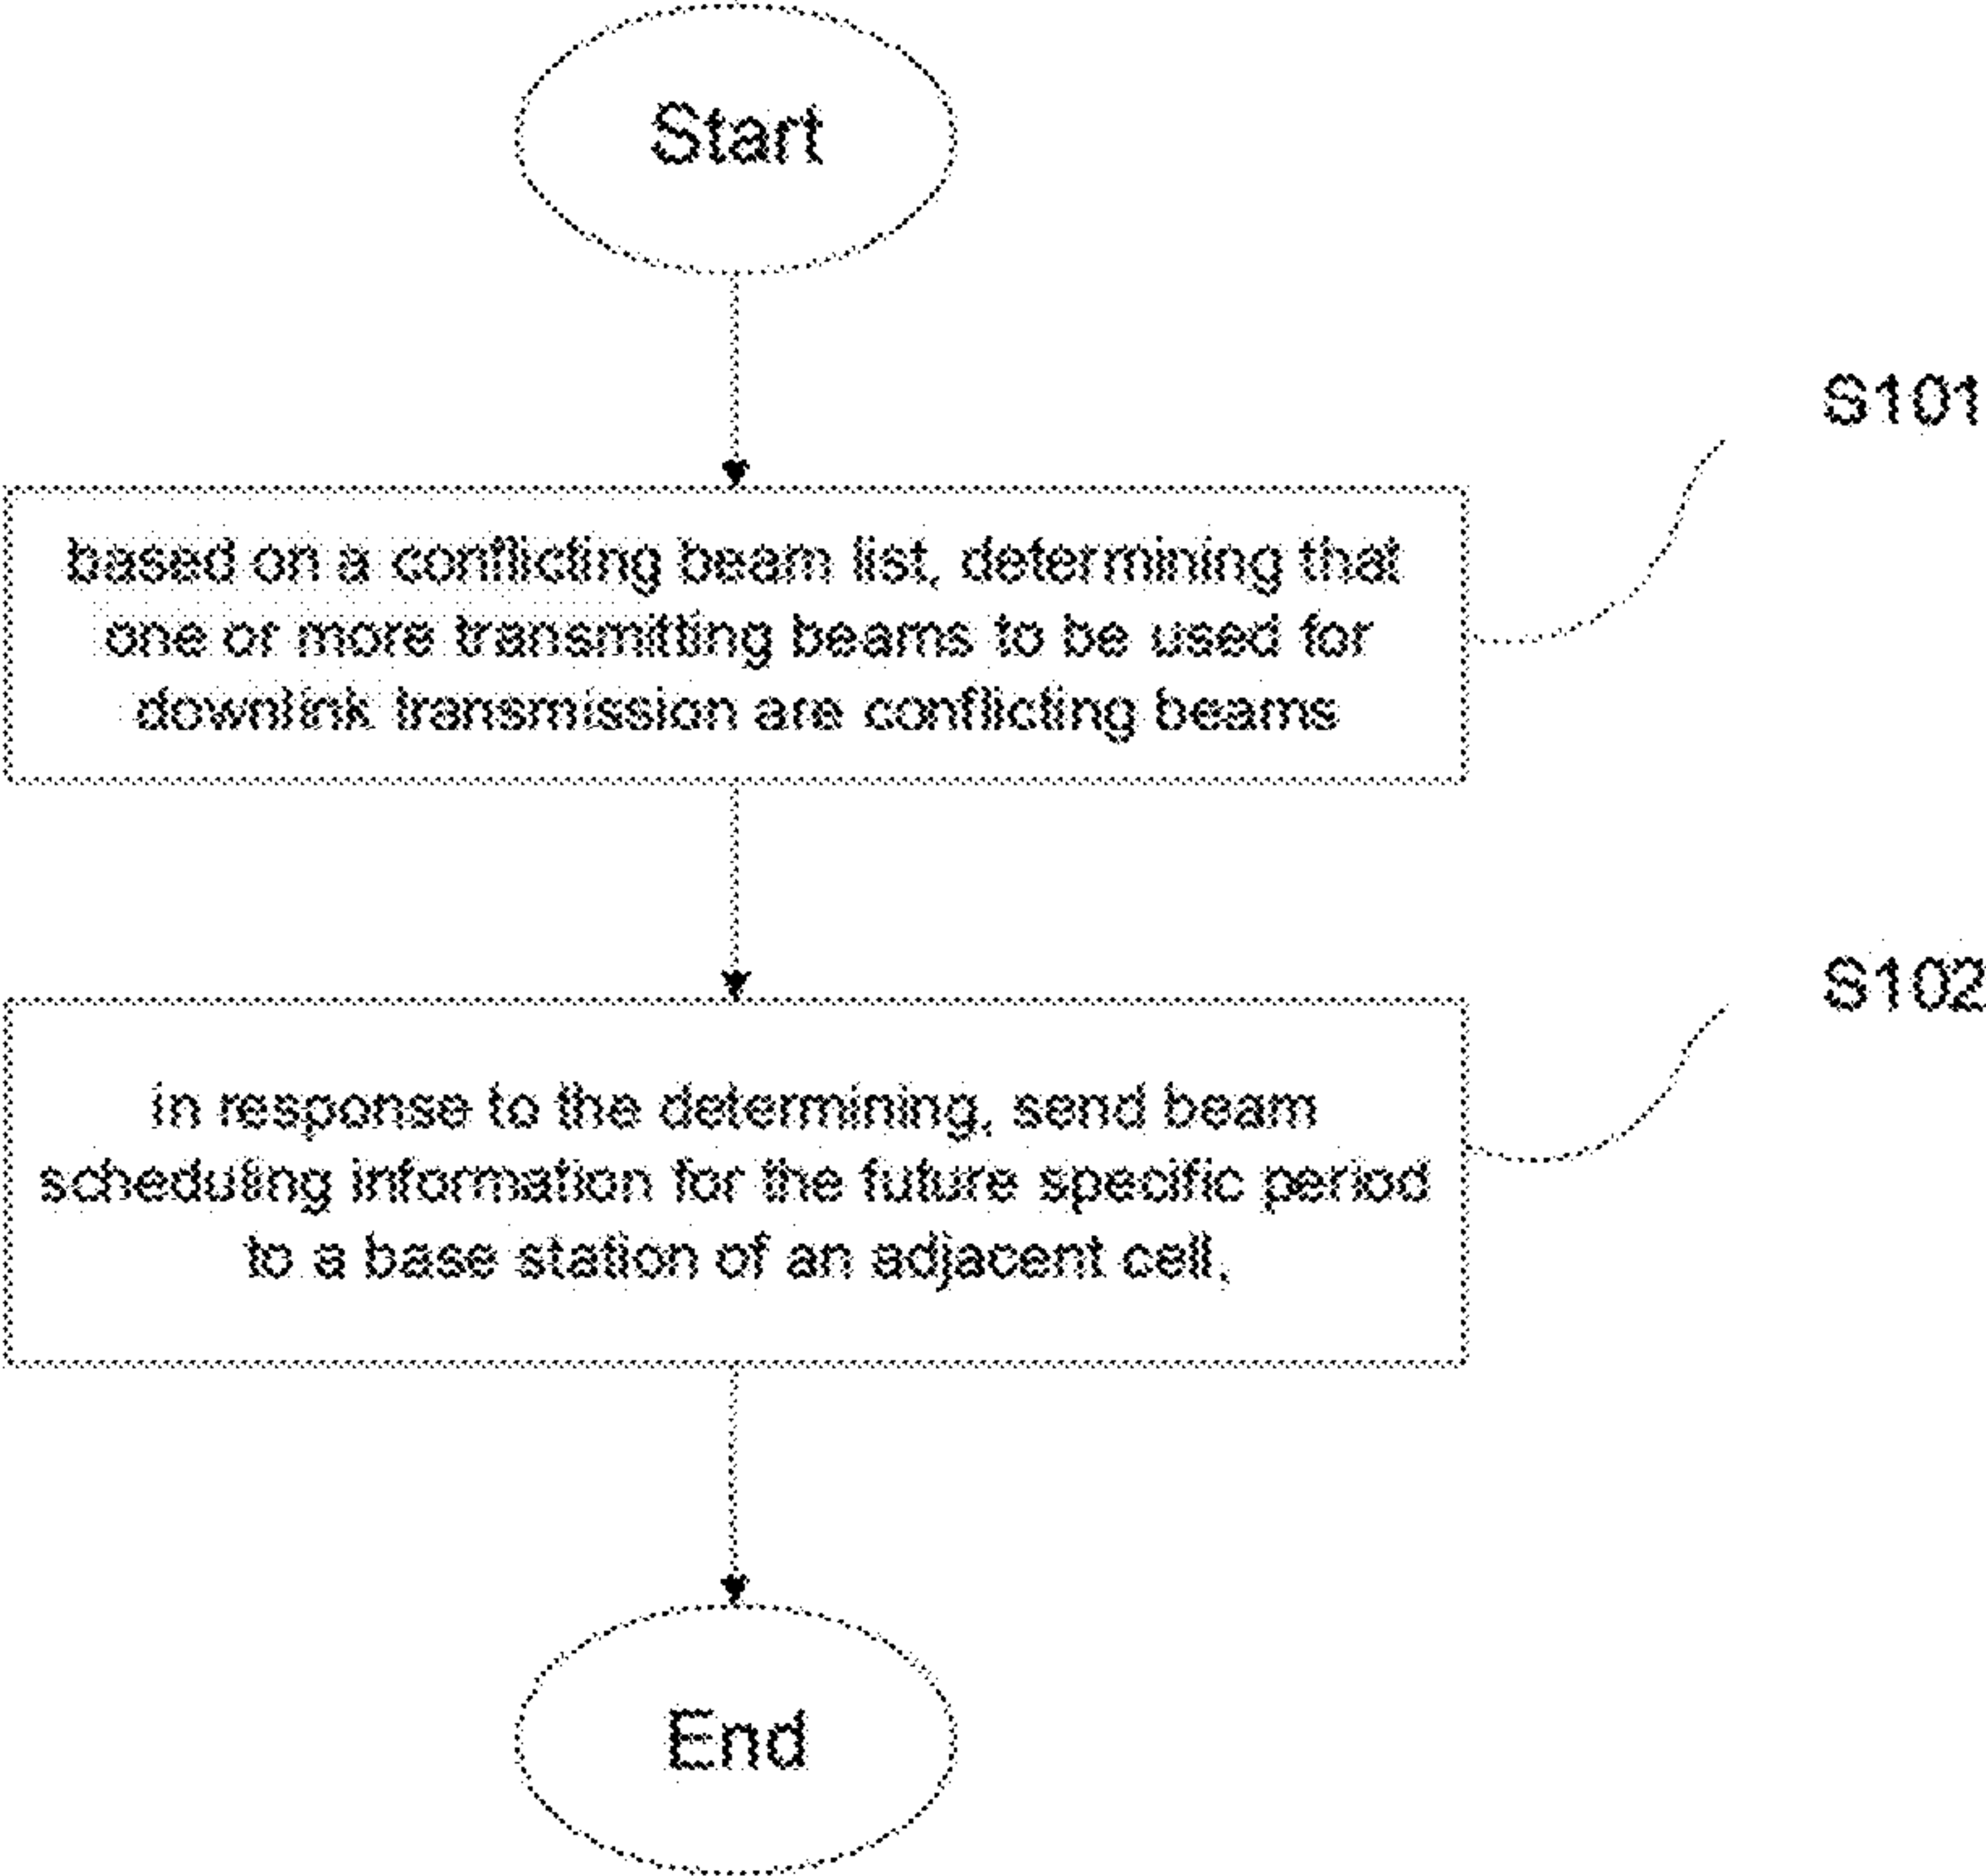 Start
S101
based on a conflicting beam list, determining that
one or more transmitting beams to be used for
downlink transmission are conflicting beams
S102
in response to the determining, send beam
scheduling information for the future specific period
to a base station of an adjacent cell,
End